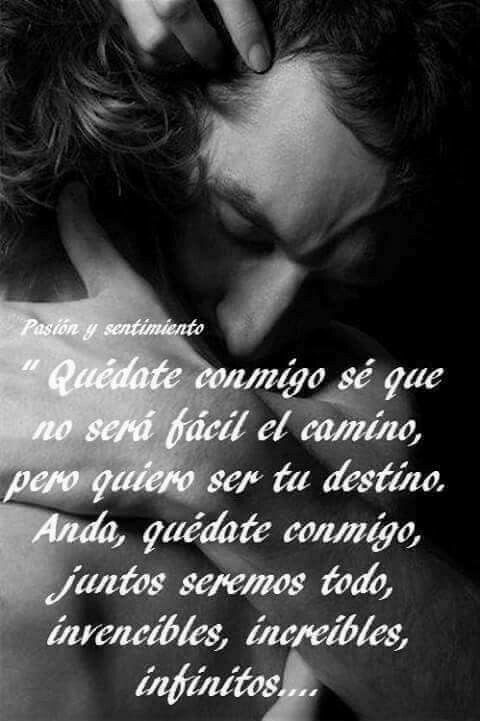 Pasión y sentimiento
" Quédate conmigo sé que
no será fácil el camino,
pero quiero ser tu destino.
Anda, quédate conmigo,
juntos seremos todo,
invencibles, increibles,
infinitos....